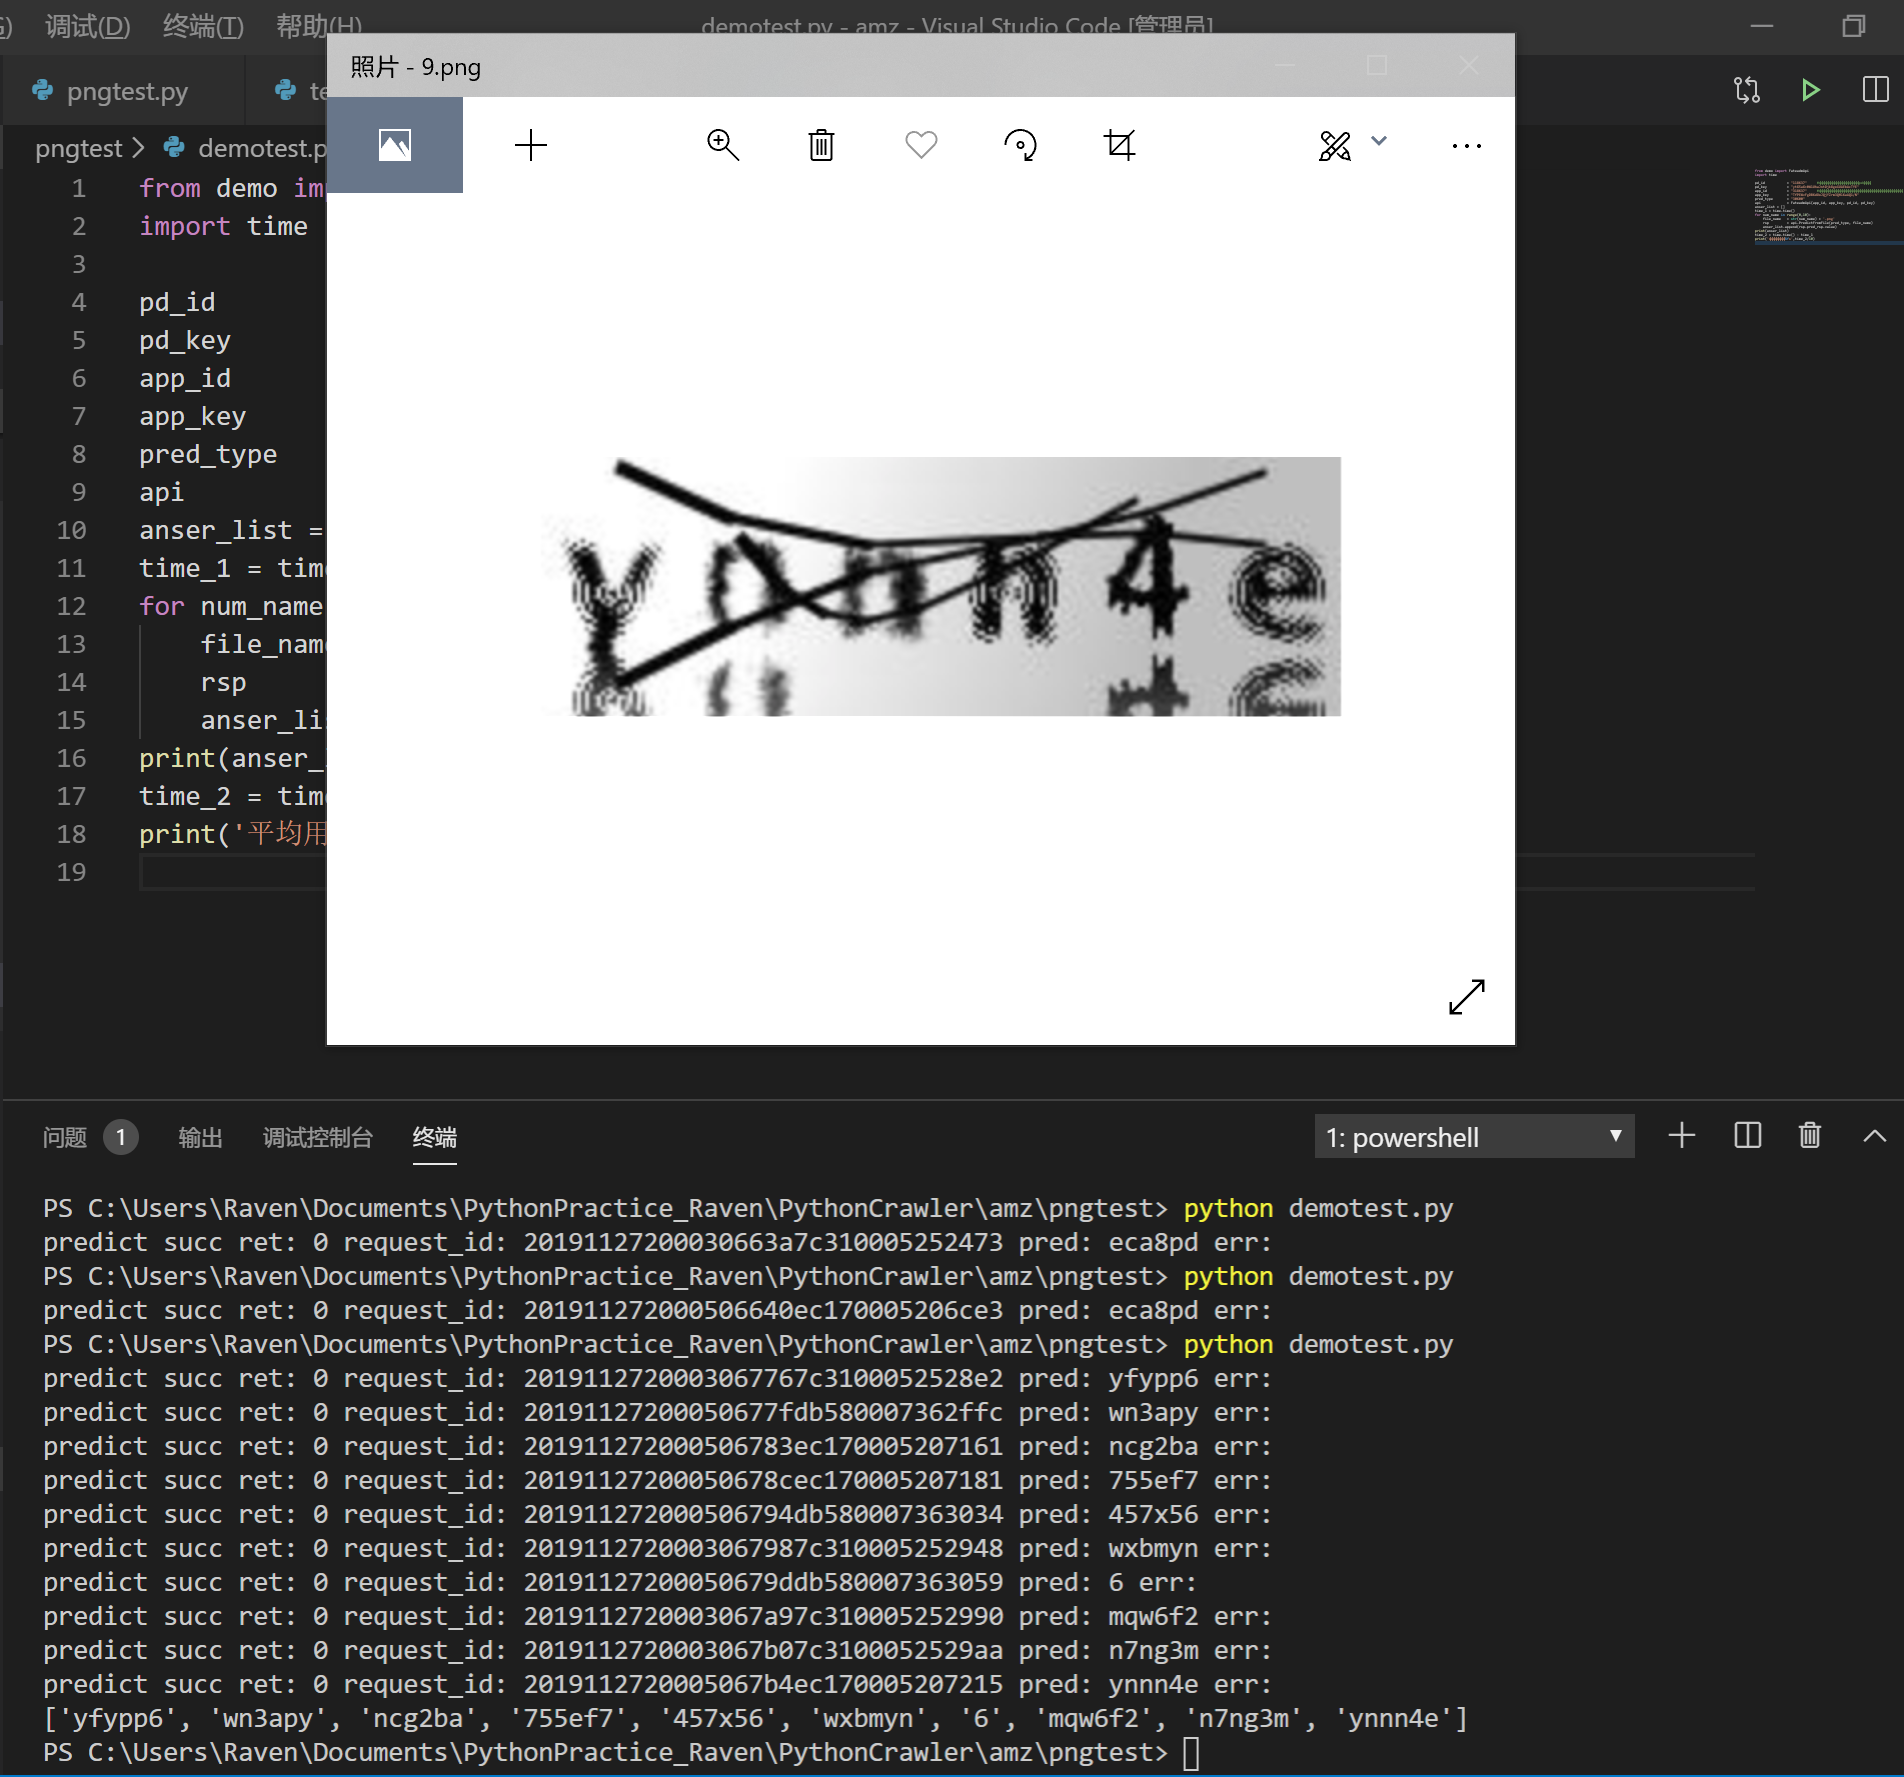 调试(D) 终端(T) 帮助(H) demotest.py - amz - Visual Studio Code [管理员]
照片 - 9.png
pngtest.py
pngtest > demotest.p
1 from demo im
2 import time
3
4 pd_id
5 pd_key
6 app_id
7 app_key
8 pred_type
9 api
10 anser_list =
11 time_1 = tim
12 for num_name
13 file_nam
14 rsp
15 anser_li
16 print(anser_
17 time_2 = tim
18 print('平均用
19
问题 1 输出 调试控制台 终端 1: powershell
PS C:\Users\Raven\Documents\PythonPractice_Raven\PythonCrawler\amz\pngtest> python demotest.py
predict succ ret: 0 request_id: 20191127200030663a7c310005252473 pred: eca8pd err:
PS C:\Users\Raven\Documents\PythonPractice_Raven\PythonCrawler\amz\pngtest> python demotest.py
predict succ ret: 0 request_id: 201911272000506640ec170005206ce3 pred: eca8pd err:
PS C:\Users\Raven\Documents\PythonPractice_Raven\PythonCrawler\amz\pngtest> python demotest.py
predict succ ret: 0 request_id: 2019112720003067767c3100052528e2 pred: yfypp6 err:
predict succ ret: 0 request_id: 20191127200050677fdb580007362ffc pred: wn3apy err:
predict succ ret: 0 request_id: 201911272000506783ec170005207161 pred: ncg2ba err:
predict succ ret: 0 request_id: 20191127200050678cec170005207181 pred: 755ef7 err:
predict succ ret: 0 request_id: 201911272000506794db580007363034 pred: 457x56 err:
predict succ ret: 0 request_id: 2019112720003067987c310005252948 pred: wxbmyn err:
predict succ ret: 0 request_id: 20191127200050679ddb580007363059 pred: 6 err:
predict succ ret: 0 request_id: 2019112720003067a97c310005252990 pred: mqw6f2 err:
predict succ ret: 0 request_id: 2019112720003067b07c3100052529aa pred: n7ng3m err:
predict succ ret: 0 request_id: 2019112720005067b4ec170005207215 pred: ynnn4e err:
['yfypp6', 'wn3apy', 'ncg2ba', '755ef7', '457x56', 'wxbmyn', '6', 'mqw6f2', 'n7ng3m', 'ynnn4e']
PS C:\Users\Raven\Documents\PythonPractice_Raven\PythonCrawler\amz\pngtest>